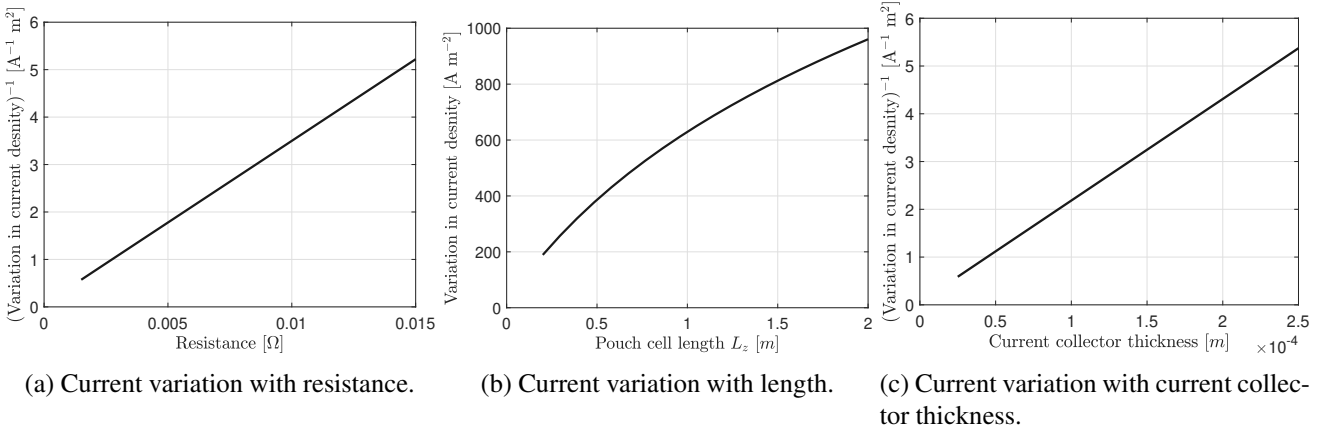 (Variation in current desnity)⁻¹ [A⁻¹ m²]
6
5
4
3
2
1
0
0 0.005 0.01 0.015
Resistance [Ω]
(a) Current variation with resistance.
Variation in current desnity [A m⁻²]
1000
800
600
400
200
0
0 0.5 1 1.5 2
Pouch cell length L_z [m]
(b) Current variation with length.
(Variation in current desnity)⁻¹ [A⁻¹ m²]
6
5
4
3
2
1
0
0 0.5 1 1.5 2 2.5
Current collector thickness [m] ×10⁻⁴
(c) Current variation with current collec-
tor thickness.